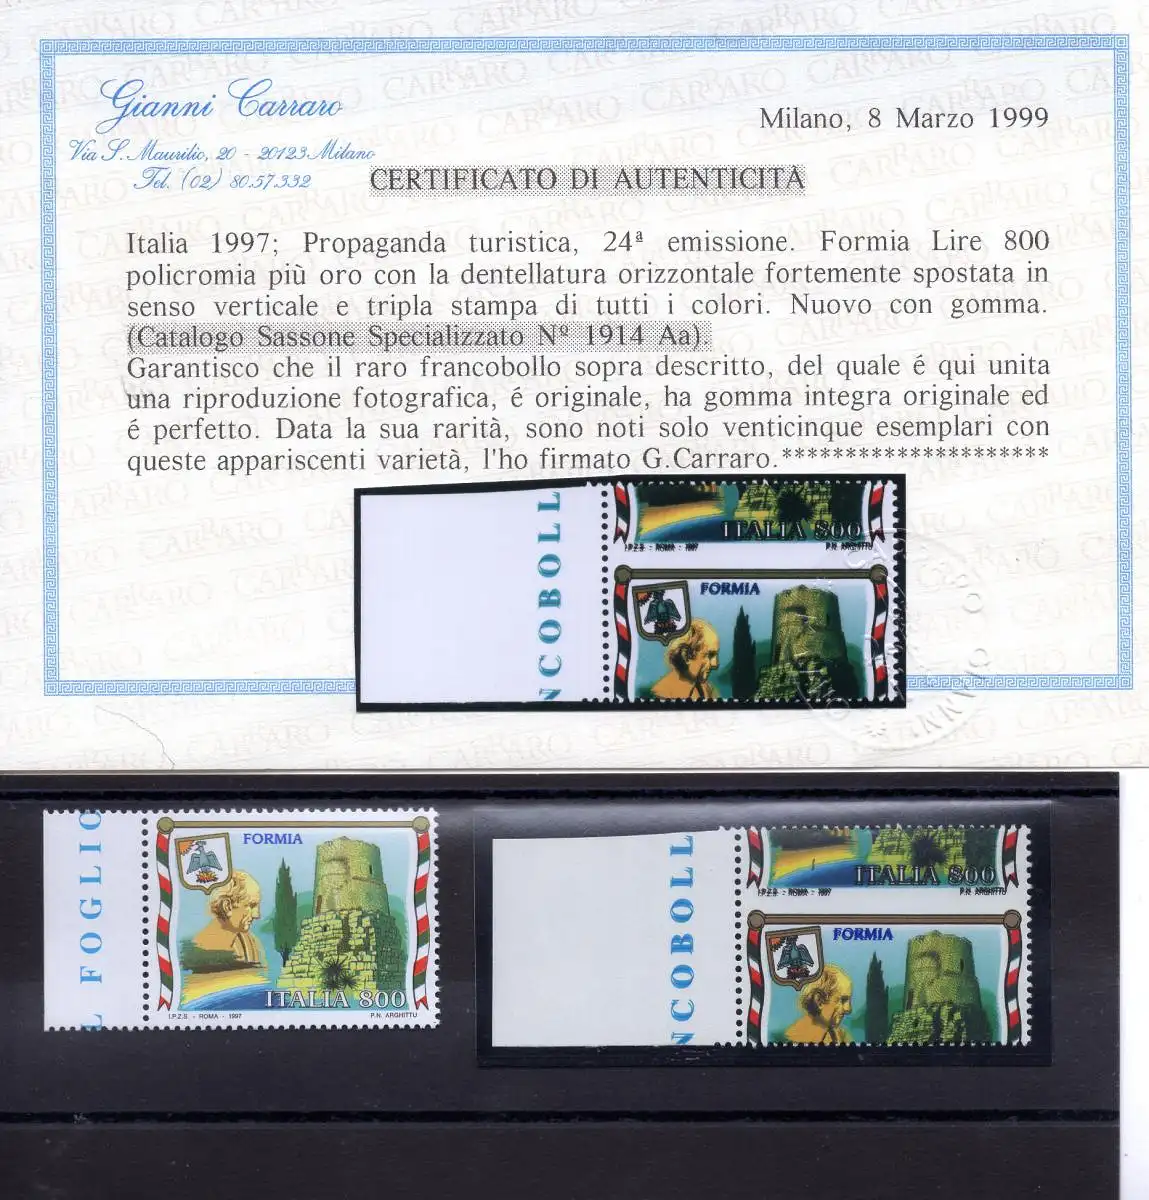 Gianni Carraro
Via S. Maurilio, 20 - 20123 Milano
Tel. (02) 80.57.332
Milano, 8 Marzo 1999
CERTIFICATO DI AUTENTICITÀ
Italia 1997; Propaganda turistica, 24ª emissione. Formia Lire 800
policromia più oro con la dentellatura orizzontale fortemente spostata in
senso verticale e tripla stampa di tutti i colori. Nuovo con gomma.
(Catalogo Sassone Specializzato Nº 1914 Aa).
Garantisco che il raro francobollo sopra descritto, del quale é qui unita
una riproduzione fotografica, é originale, ha gomma integra originale ed
é perfetto. Data la sua rarità, sono noti solo venticinque esemplari con
queste appariscenti varietà, l'ho firmato G.Carraro.*********************
NCOBOLL
ITALIA 800
I.P.Z.S. - ROMA - 1997
P.N. ARGHITTU
FORMIA
L FOGLIO
FORMIA
ITALIA 800
I.P.Z.S. - ROMA - 1997
P.N. ARGHITTU
NCOBOLL
ITALIA 800
I.P.Z.S. - ROMA - 1997
P.N. ARGHITTU
FORMIA